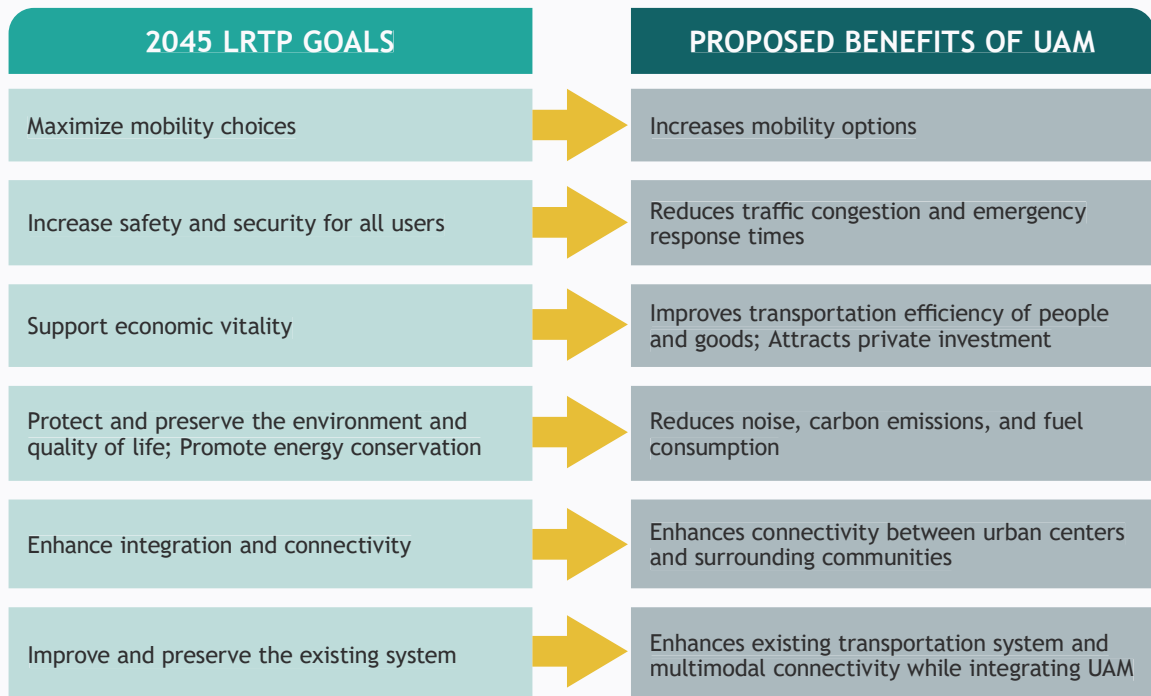 2045 LRTP GOALS
PROPOSED BENEFITS OF UAM
Maximize mobility choices
Increases mobility options
Increase safety and security for all users
Reduces traffic congestion and emergency
response times
Support economic vitality
Improves transportation efficiency of people
and goods; Attracts private investment
Protect and preserve the environment and
quality of life; Promote energy conservation
Reduces noise, carbon emissions, and fuel
consumption
Enhance integration and connectivity
Enhances connectivity between urban centers
and surrounding communities
Improve and preserve the existing system
Enhances existing transportation system and
multimodal connectivity while integrating UAM